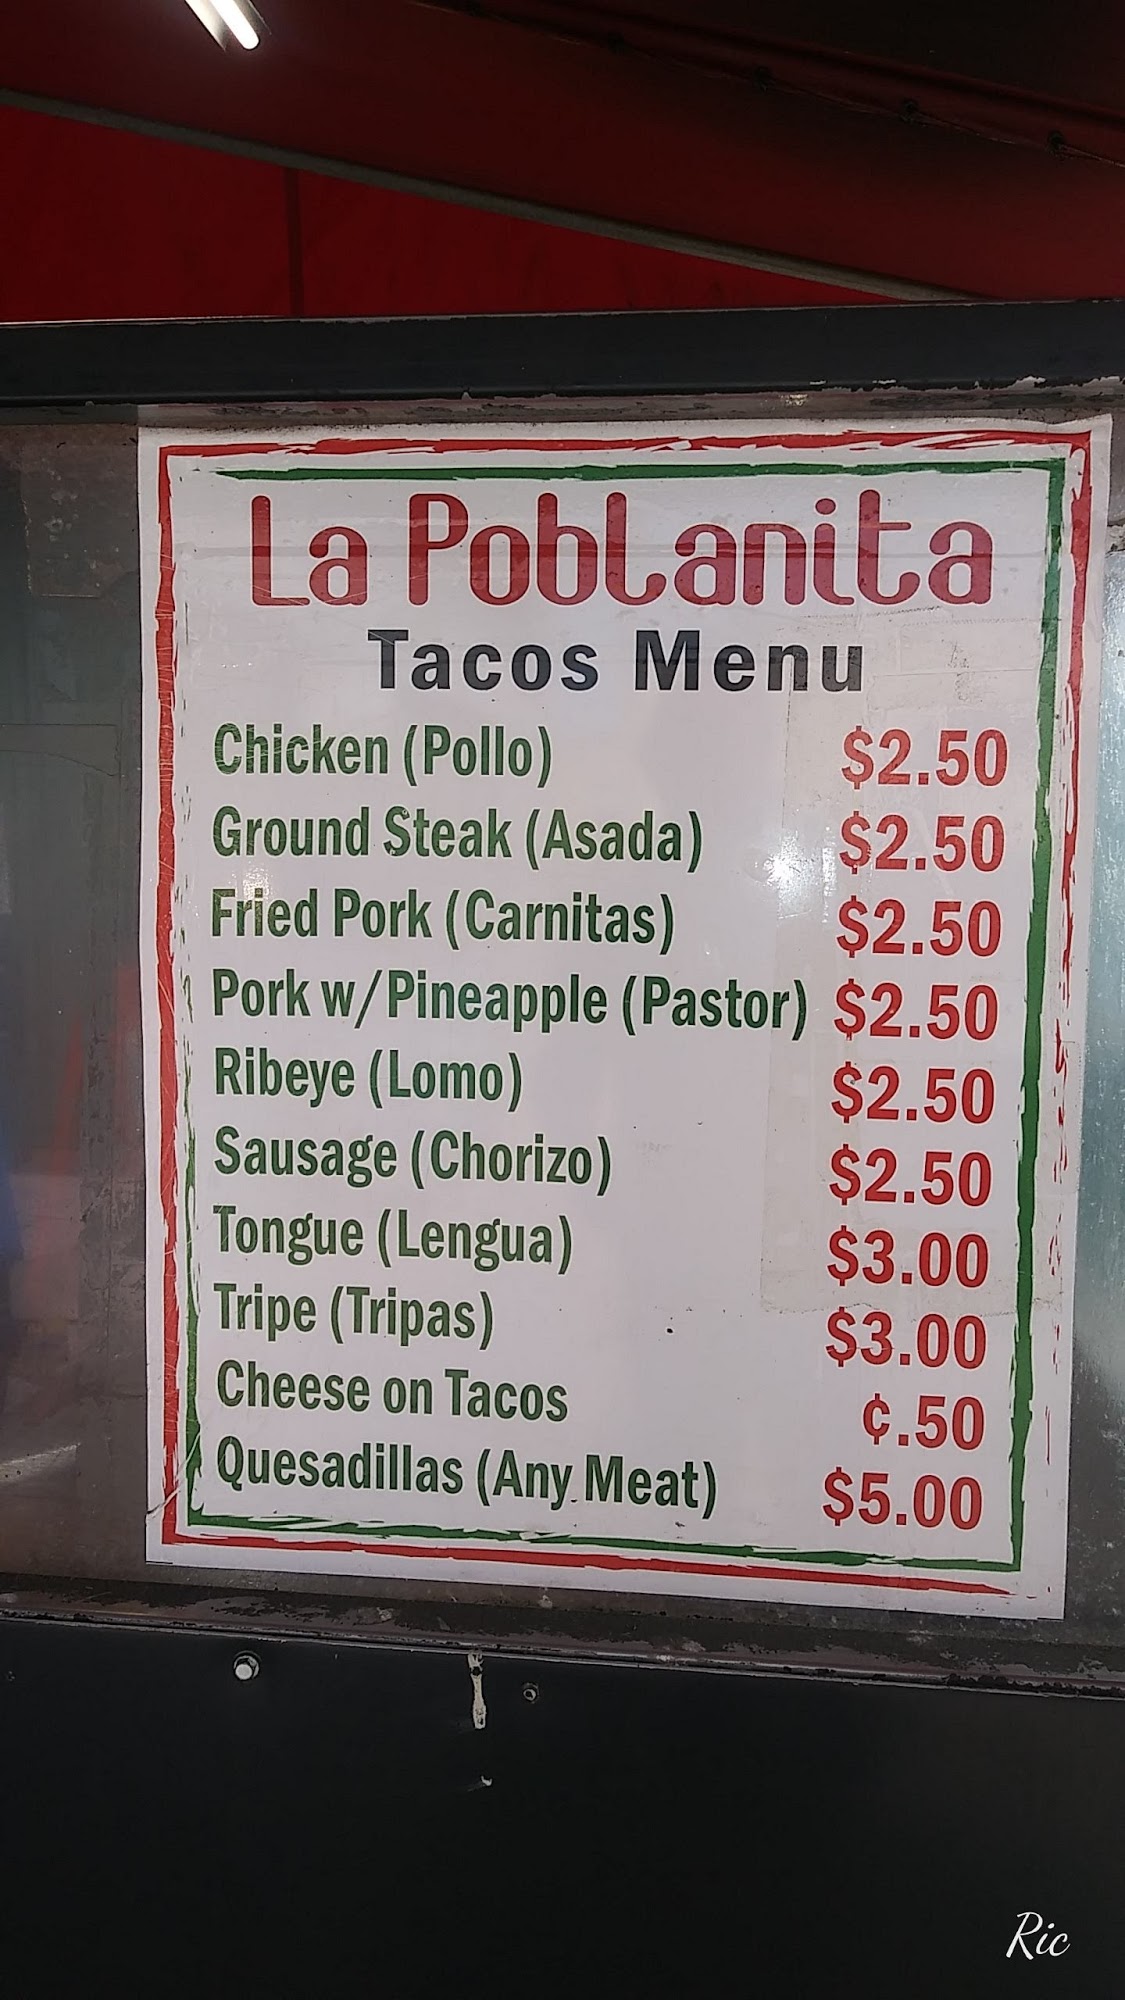 La Poblanita
Tacos Menu
Chicken (Pollo) $2.50
Ground Steak (Asada) $2.50
Fried Pork (Carnitas) $2.50
Pork w/Pineapple (Pastor) $2.50
Ribeye (Lomo) $2.50
Sausage (Chorizo) $2.50
Tongue (Lengua) $3.00
Tripe (Tripas) $3.00
Cheese on Tacos ¢.50
Quesadillas (Any Meat) $5.00
Ric